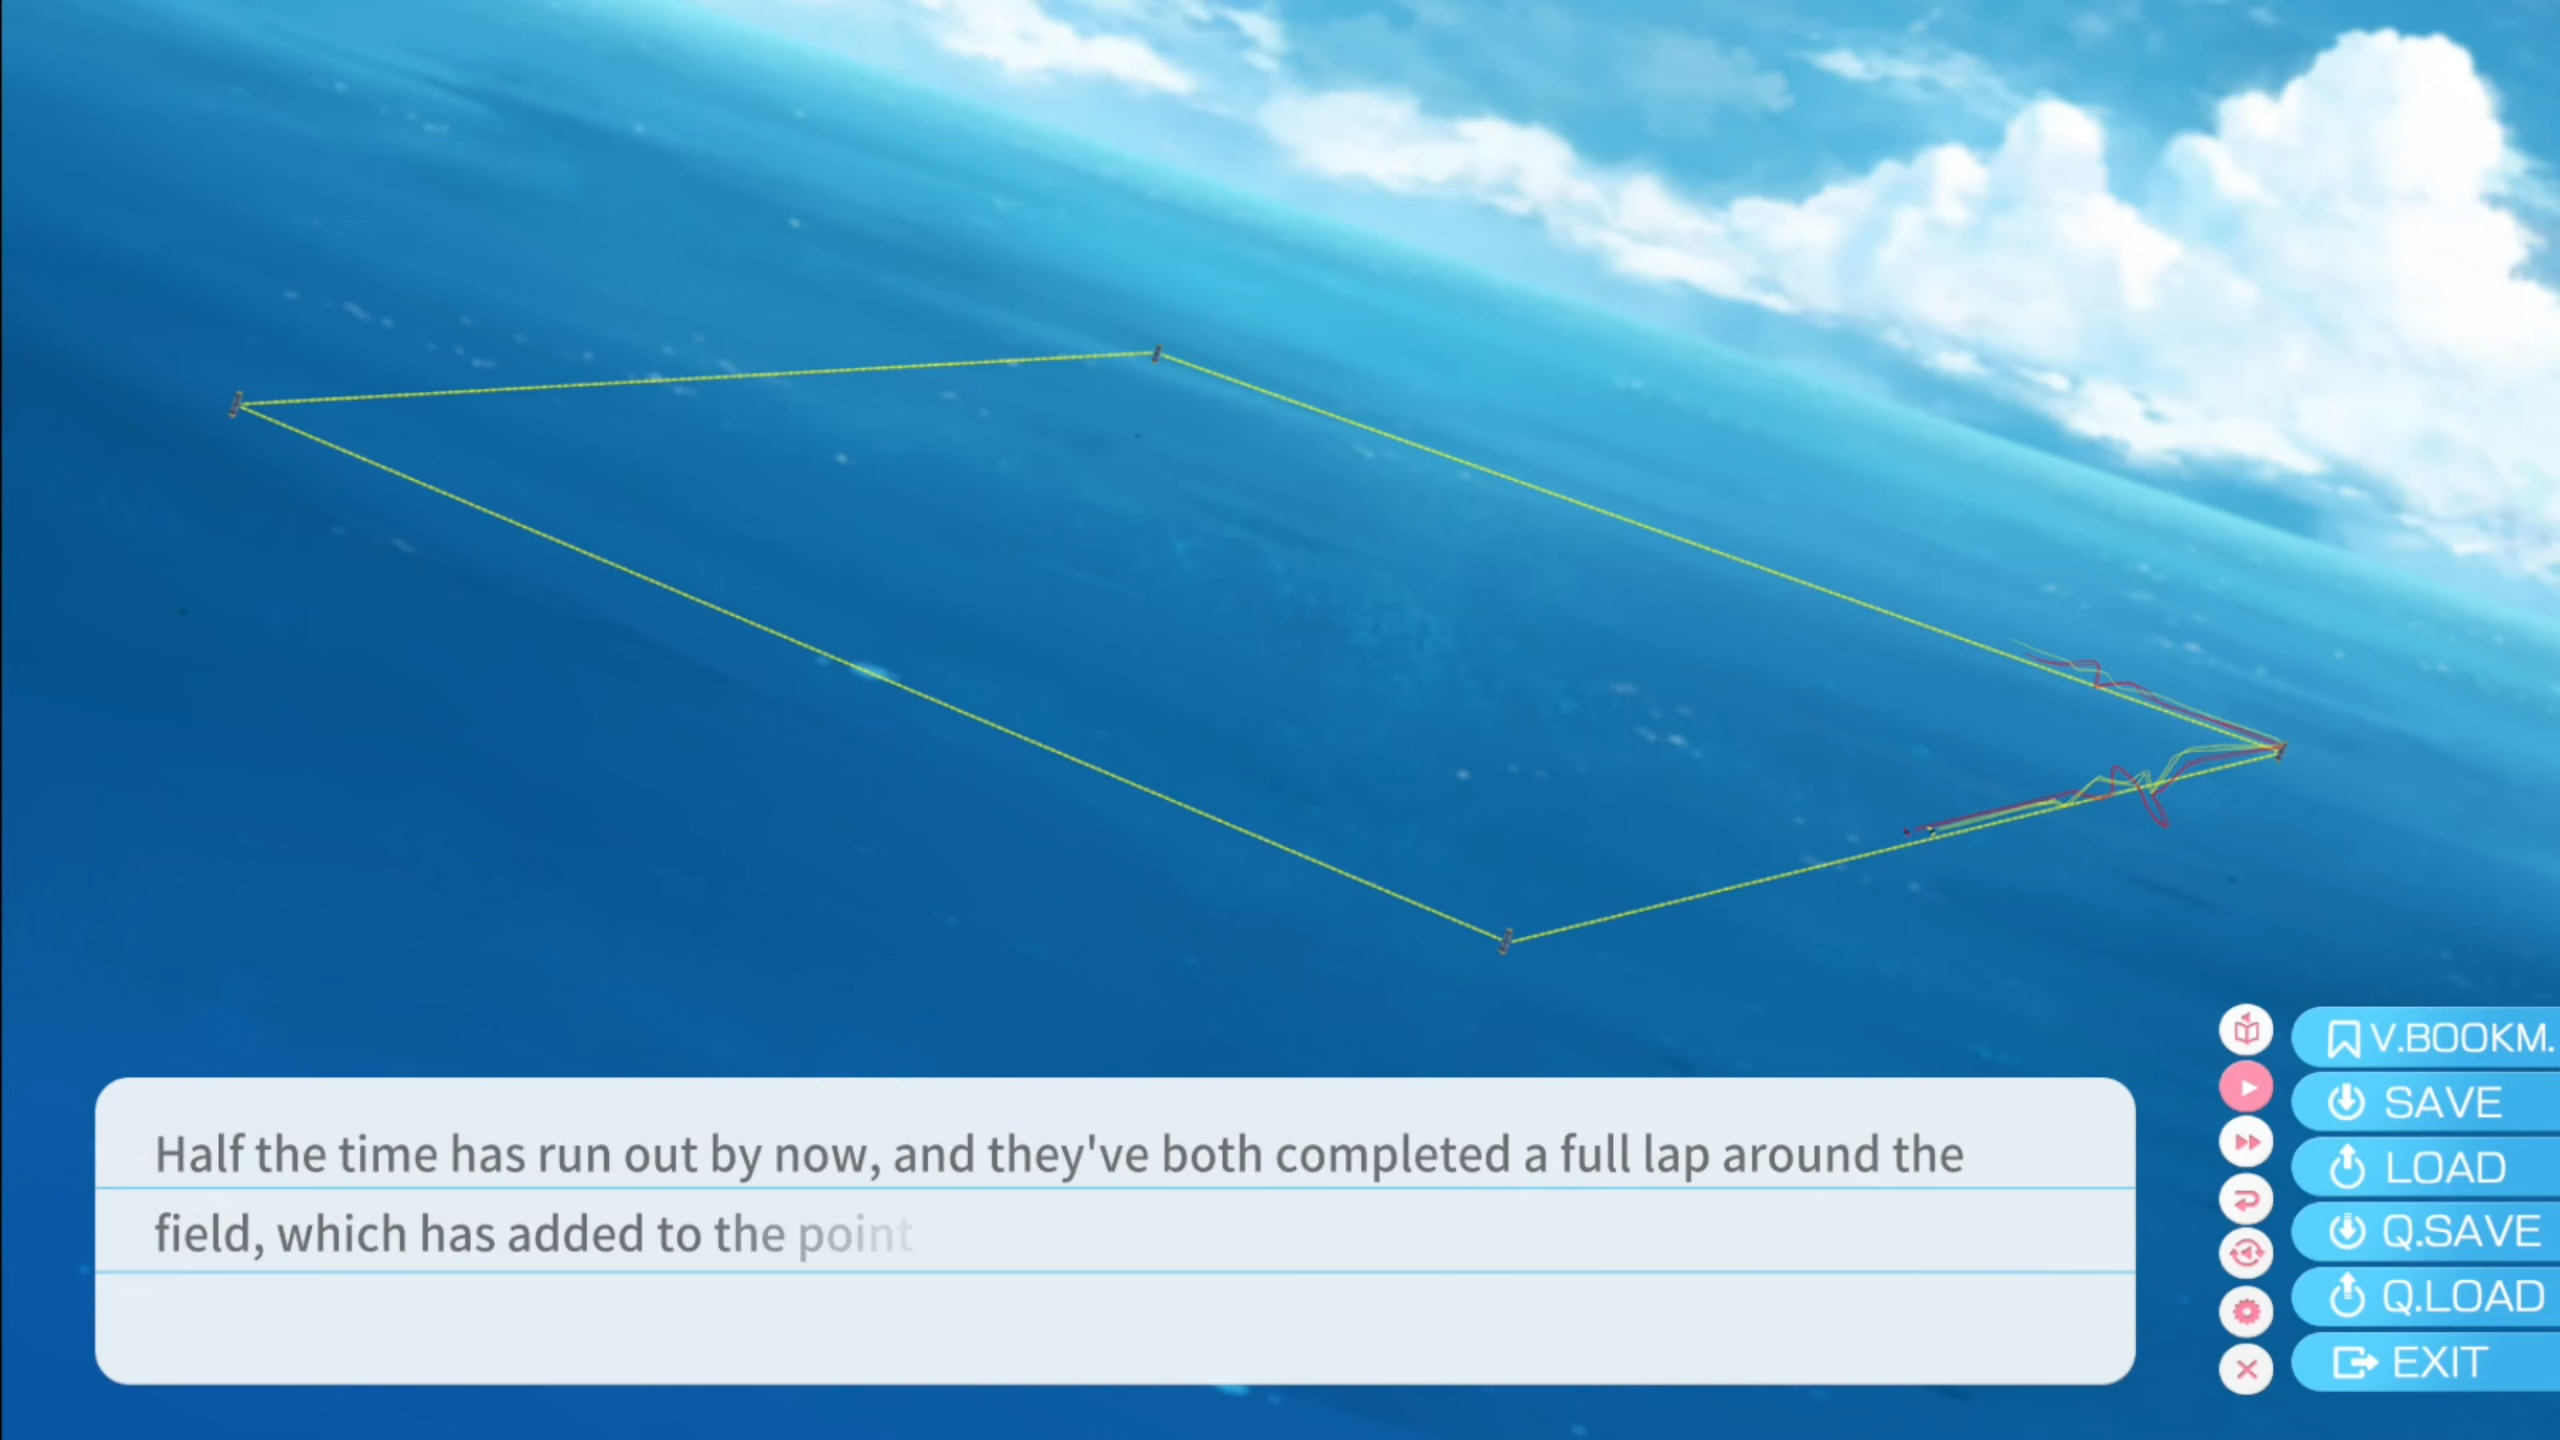 Half the time has run out by now, and they've both completed a full lap around the
field, which has added to the point
V.BOOKM.
SAVE
LOAD
Q.SAVE
Q.LOAD
EXIT